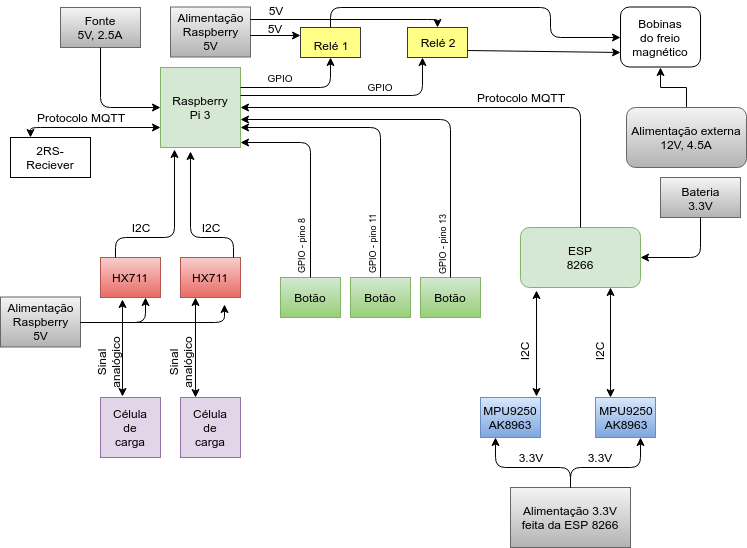 Fonte
5V, 2.5A
Alimentação
Raspberry
5V
5V
5V
Relé 1
Relé 2
Bobinas
do freio
magnético
GPIO
GPIO
Raspberry
Pi 3
Protocolo MQTT
Protocolo MQTT
2RS-
Reciever
Alimentação externa
12V, 4.5A
Bateria
3.3V
I2C
I2C
GPIO - pino 8
GPIO - pino 11
GPIO - pino 13
ESP
8266
HX711
HX711
Botão
Botão
Botão
Alimentação
Raspberry
5V
Sinal
analógico
Sinal
analógico
I2C
I2C
Célula
de
carga
Célula
de
carga
MPU9250
AK8963
MPU9250
AK8963
3.3V
3.3V
Alimentação 3.3V
feita da ESP 8266